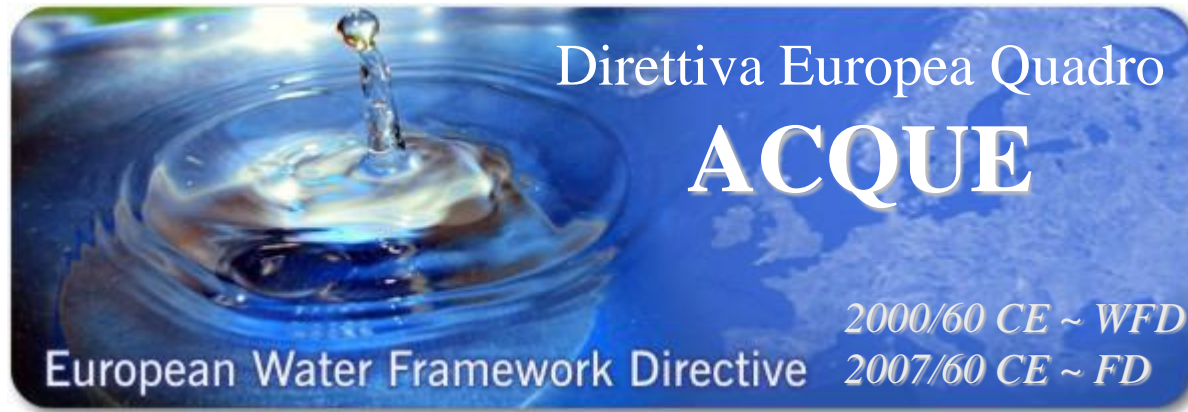 Direttiva Europea Quadro
ACQUE
2000/60 CE ~ WFD
2007/60 CE ~ FD
European Water Framework Directive